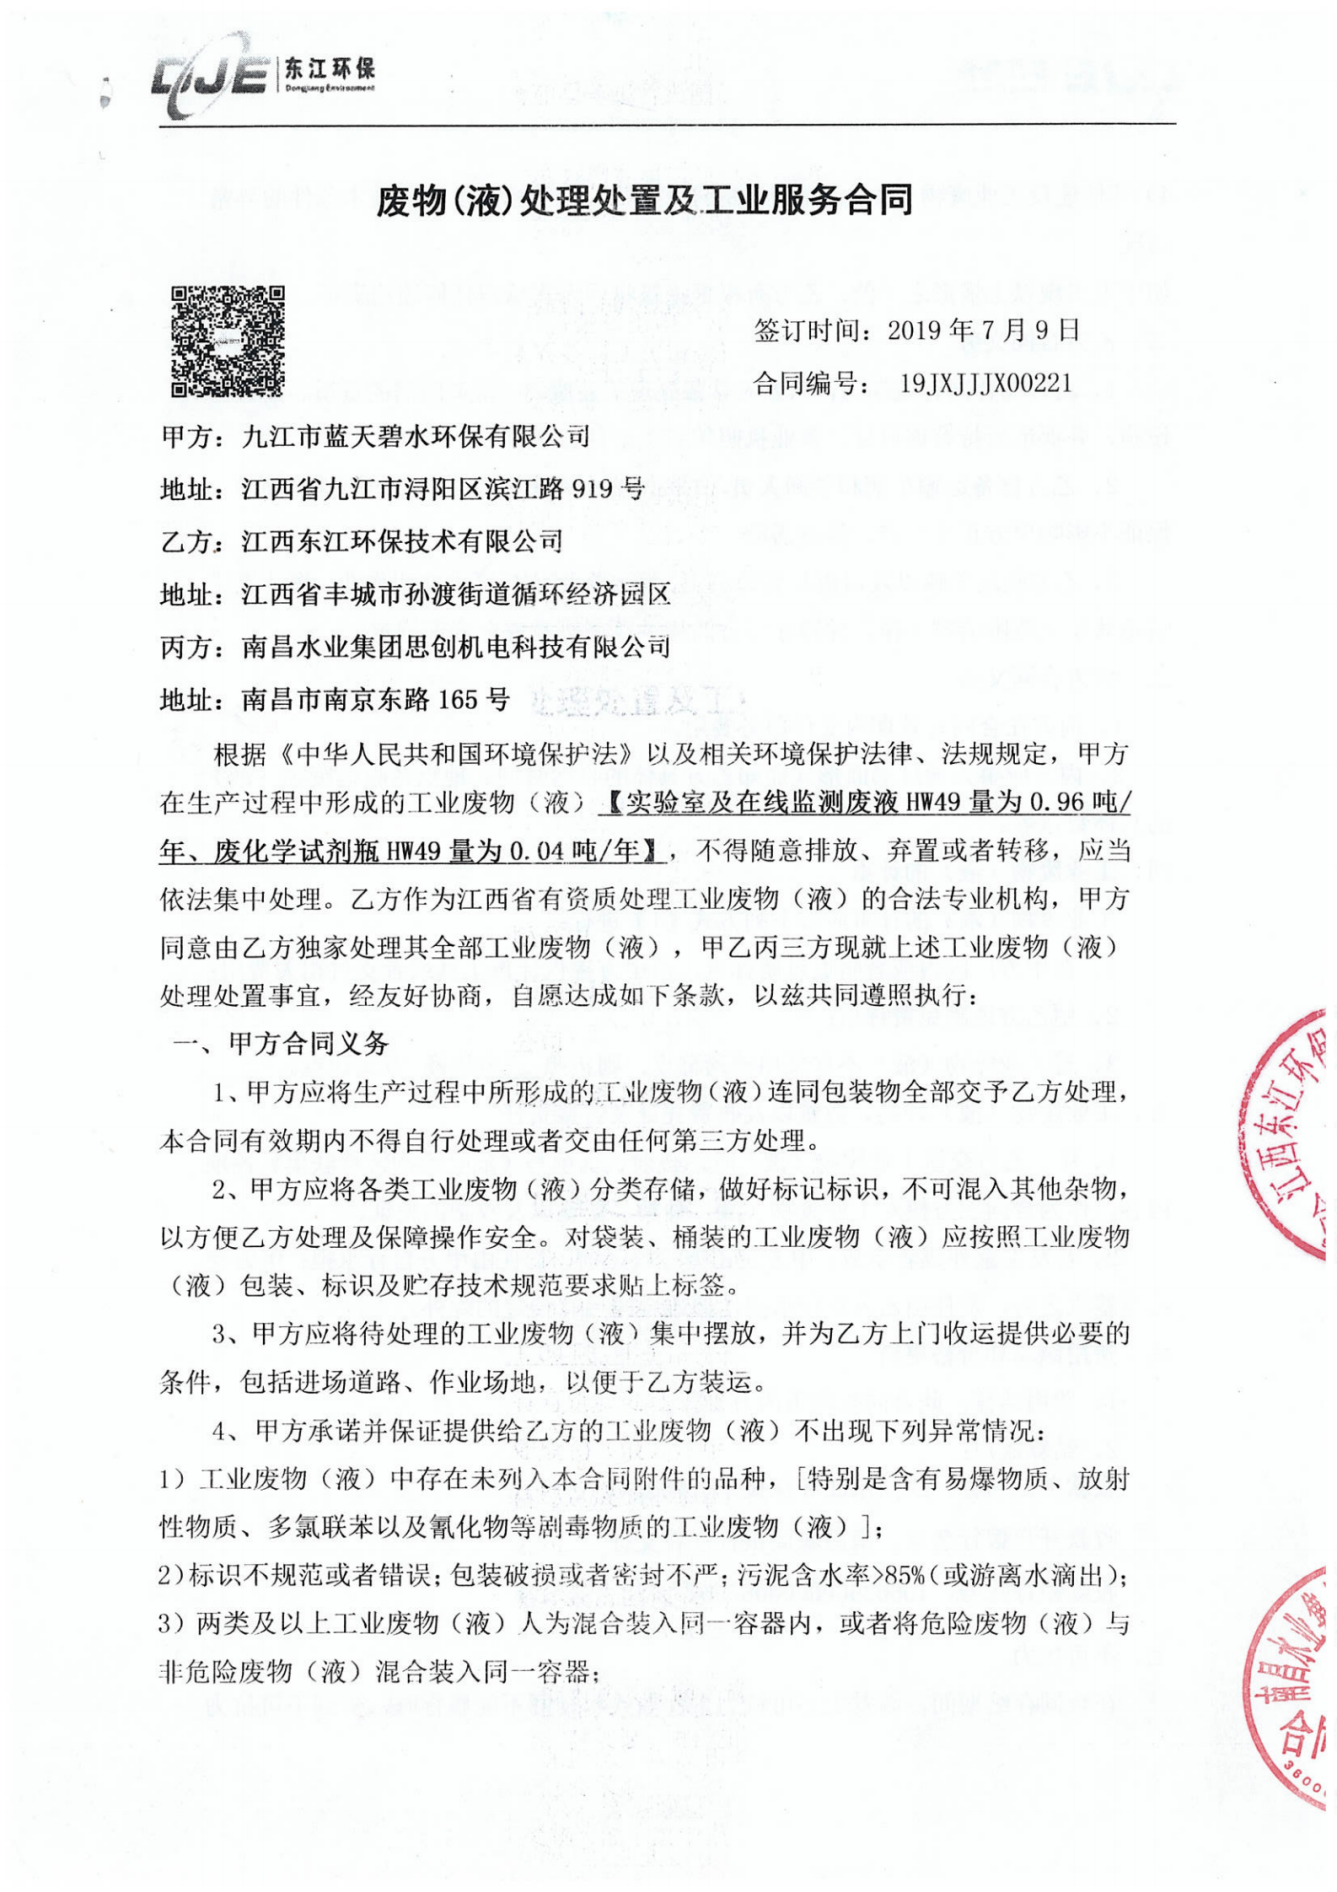 DJE 东江环保
Dongjiang Environment
废物(液)处理处置及工业服务合同
签订时间：2019年7月9日
合同编号： 19JXJJJX00221
甲方：九江市蓝天碧水环保有限公司
地址：江西省九江市浔阳区滨江路919号
乙方：江西东江环保技术有限公司
地址：江西省丰城市孙渡街道循环经济园区
丙方：南昌水业集团思创机电科技有限公司
地址：南昌市南京东路165号
根据《中华人民共和国环境保护法》以及相关环境保护法律、法规规定，甲方
在生产过程中形成的工业废物（液）【实验室及在线监测废液HW49量为0.96吨/
年、废化学试剂瓶HW49量为0.04吨/年】，不得随意排放、弃置或者转移，应当
依法集中处理。乙方作为江西省有资质处理工业废物（液）的合法专业机构，甲方
同意由乙方独家处理其全部工业废物（液），甲乙丙三方现就上述工业废物（液）
处理处置事宜，经友好协商，自愿达成如下条款，以兹共同遵照执行：
一、甲方合同义务
1、甲方应将生产过程中所形成的工业废物（液）连同包装物全部交予乙方处理，
本合同有效期内不得自行处理或者交由任何第三方处理。
2、甲方应将各类工业废物（液）分类存储，做好标记标识，不可混入其他杂物，
以方便乙方处理及保障操作安全。对袋装、桶装的工业废物（液）应按照工业废物
（液）包装、标识及贮存技术规范要求贴上标签。
3、甲方应将待处理的工业废物（液）集中摆放，并为乙方上门收运提供必要的
条件，包括进场道路、作业场地，以便于乙方装运。
4、甲方承诺并保证提供给乙方的工业废物（液）不出现下列异常情况：
1）工业废物（液）中存在未列入本合同附件的品种，[特别是含有易爆物质、放射
性物质、多氯联苯以及氰化物等剧毒物质的工业废物（液）]；
2)标识不规范或者错误；包装破损或者密封不严；污泥含水率>85%(或游离水滴出)；
3）两类及以上工业废物（液）人为混合装入同一容器内，或者将危险废物（液）与
非危险废物（液）混合装入同一容器；
江西东江环保
南昌水业集
合同
3600